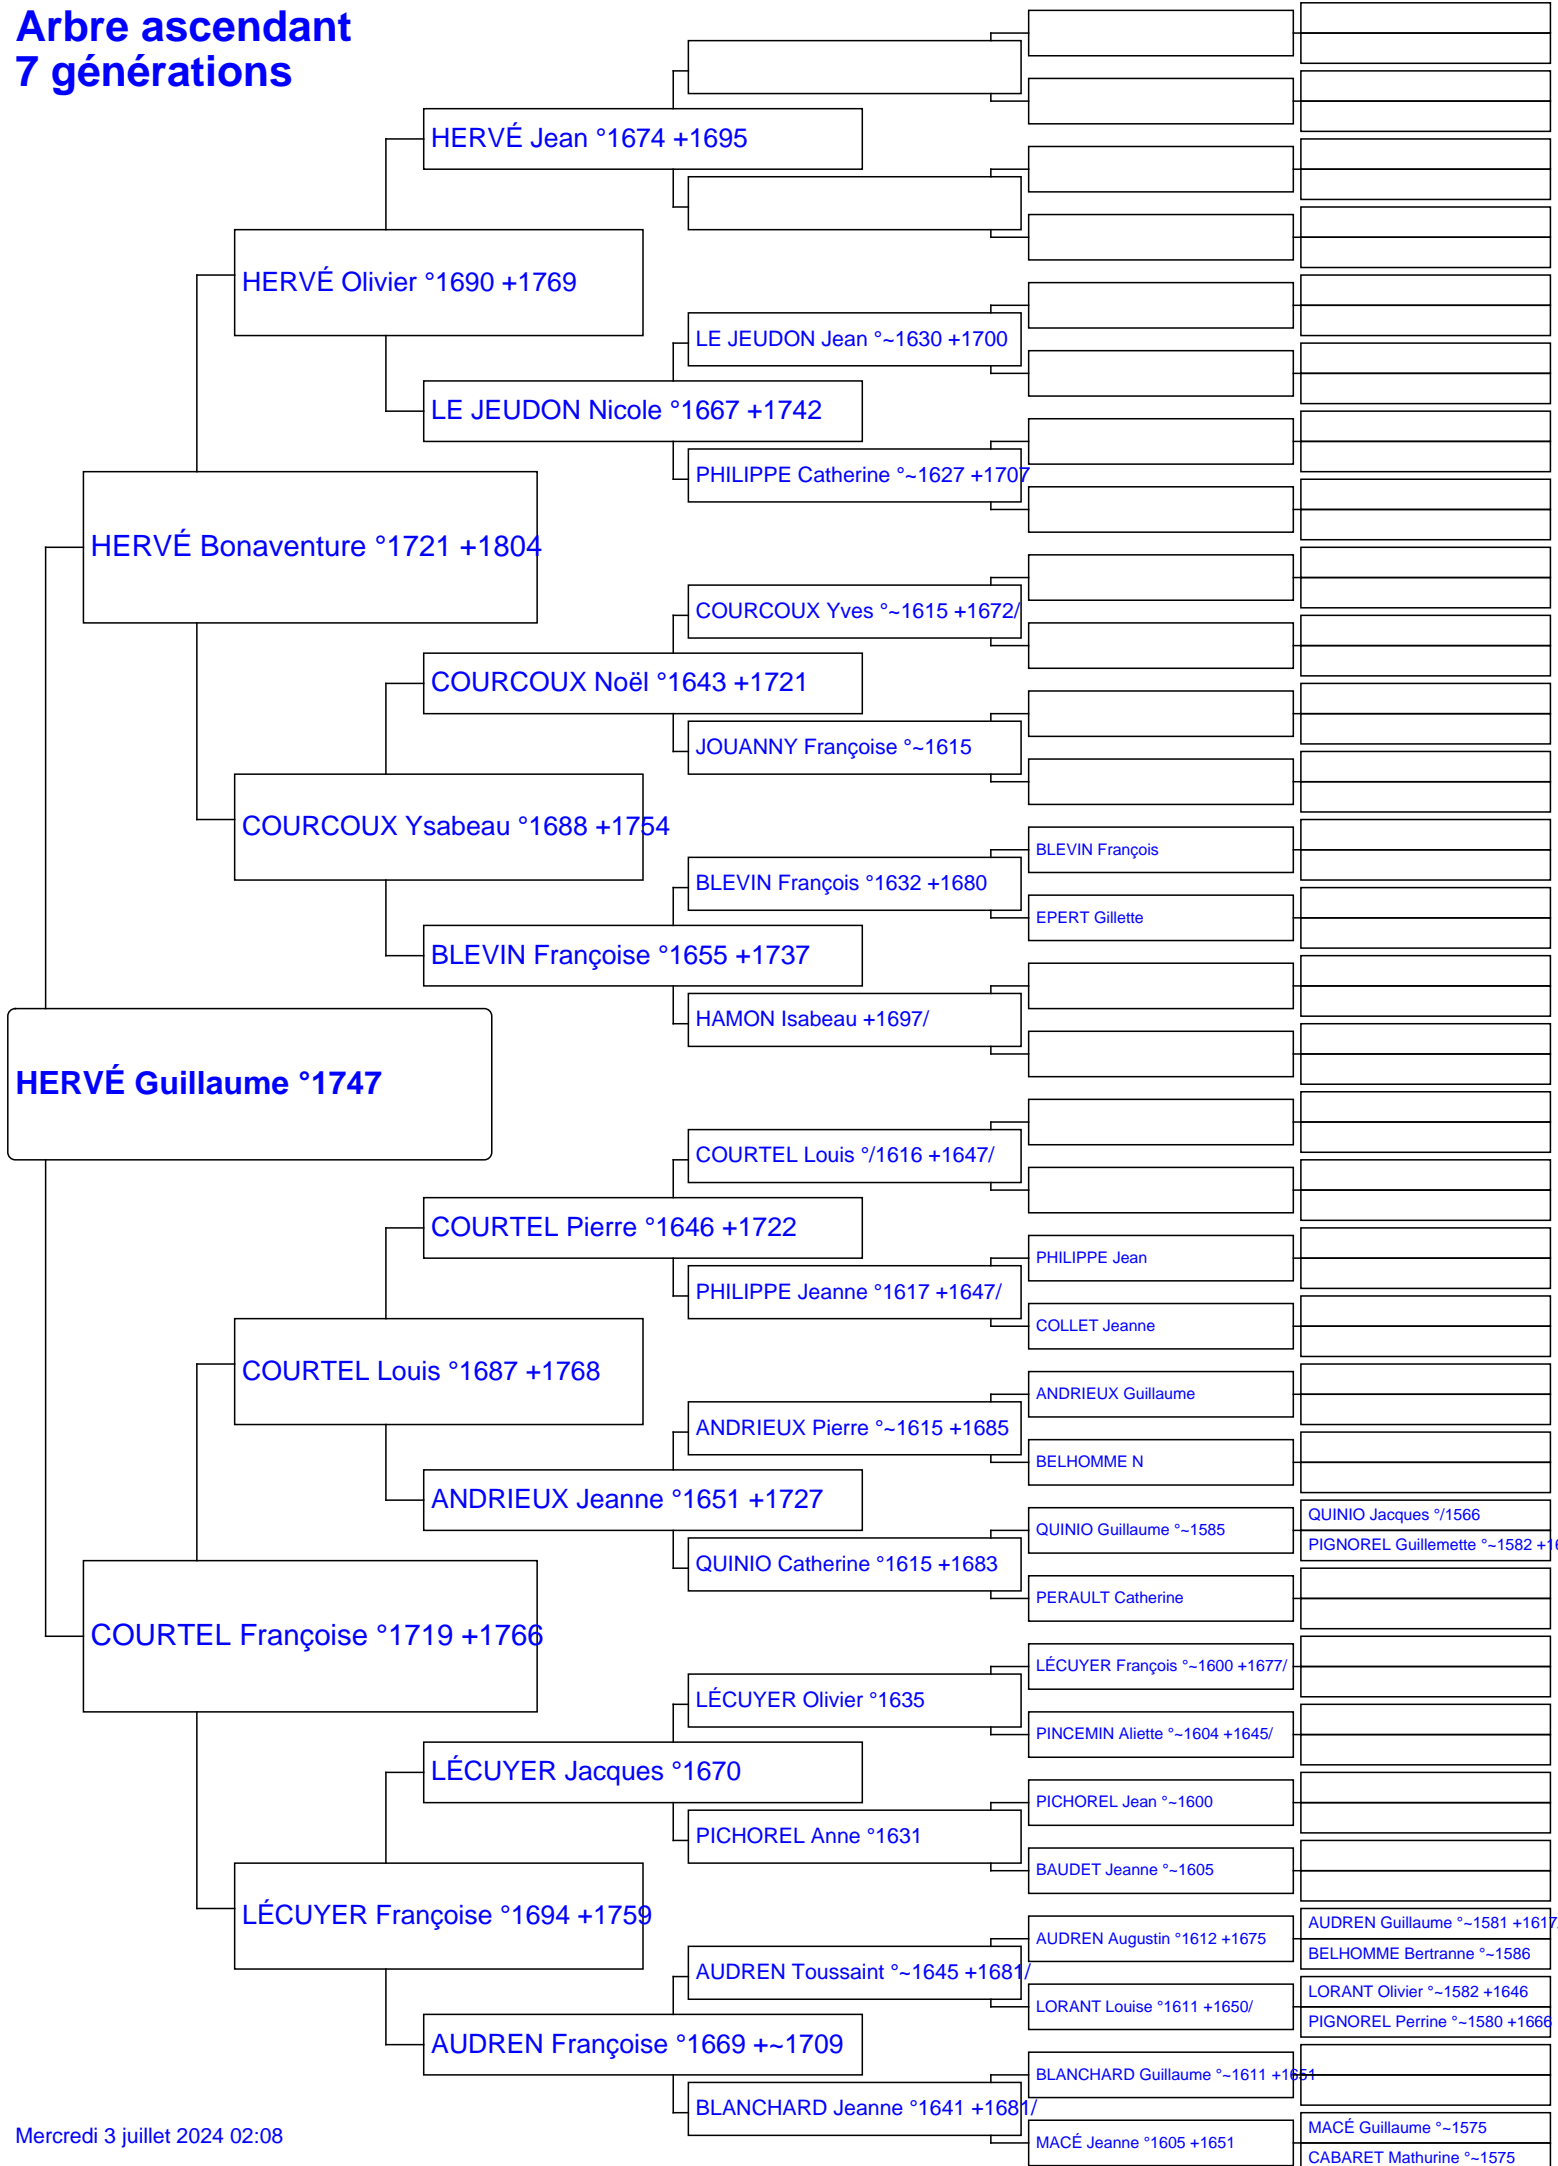 Arbre ascendant
7 générations
HERVÉ Jean °1674 +1695
HERVÉ Olivier °1690 +1769
LE JEUDON Jean °~1630 +1700
LE JEUDON Nicole °1667 +1742
PHILIPPE Catherine °~1627 +1707
HERVÉ Bonaventure °1721 +1804
COURCOUX Yves °~1615 +1672/
COURCOUX Noël °1643 +1721
JOUANNY Françoise °~1615
COURCOUX Ysabeau °1688 +1754
BLEVIN François
BLEVIN François °1632 +1680
EPERT Gillette
BLEVIN Françoise °1655 +1737
HAMON Isabeau +1697/
HERVÉ Guillaume °1747
COURTEL Louis °/1616 +1647/
COURTEL Pierre °1646 +1722
PHILIPPE Jean
PHILIPPE Jeanne °1617 +1647/
COLLET Jeanne
COURTEL Louis °1687 +1768
ANDRIEUX Guillaume
ANDRIEUX Pierre °~1615 +1685
BELHOMME N
ANDRIEUX Jeanne °1651 +1727
QUINIO Jacques °/1566
QUINIO Guillaume °~1585
PIGNOREL Guillemette °~1582
QUINIO Catherine °1615 +1683
PERAULT Catherine
COURTEL Françoise °1719 +1766
LÉCUYER François °~1600 +1677/
LÉCUYER Olivier °1635
PINCEMIN Aliette °~1604 +1645/
LÉCUYER Jacques °1670
PICHOREL Jean °~1600
PICHOREL Anne °1631
BAUDET Jeanne °~1605
LÉCUYER Françoise °1694 +1759
AUDREN Guillaume °~1581 +1617/
AUDREN Augustin °1612 +1675
BELHOMME Bertranne °~1586
AUDREN Toussaint °~1645 +1681/
LORANT Olivier °~1582 +1646
LORANT Louise °1611 +1650/
PIGNOREL Perrine °~1580 +1666
AUDREN Françoise °1669 +~1709
BLANCHARD Guillaume °~1611 +1651
BLANCHARD Jeanne °1641 +1681/
MACÉ Guillaume °~1575
MACÉ Jeanne °1605 +1651
CABARET Mathurine °~1575
Mercredi 3 juillet 2024 02:08